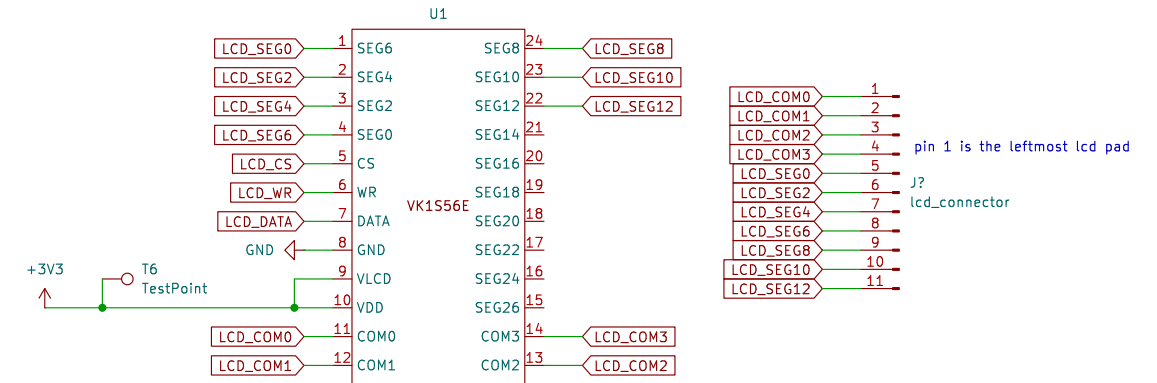 U1
LCD_SEG0 1 SEG6 SEG8 24 LCD_SEG8
LCD_SEG2 2 SEG4 SEG10 23 LCD_SEG10
LCD_SEG4 3 SEG2 SEG12 22 LCD_SEG12
LCD_SEG6 4 SEG0 SEG14 21
LCD_CS 5 CS SEG16 20
LCD_WR 6 WR SEG18 19
VK1S56E
LCD_DATA 7 DATA SEG20 18
GND 8 GND SEG22 17
+3V3
T6
TestPoint
9 VLCD SEG24 16
10 VDD SEG26 15
LCD_COM0 11 COM0 COM3 14 LCD_COM3
LCD_COM1 12 COM1 COM2 13 LCD_COM2
LCD_COM0 1
LCD_COM1 2
LCD_COM2 3
LCD_COM3 4
LCD_SEG0 5
LCD_SEG2 6
LCD_SEG4 7
LCD_SEG6 8
LCD_SEG8 9
LCD_SEG10 10
LCD_SEG12 11
pin 1 is the leftmost lcd pad
J?
lcd_connector